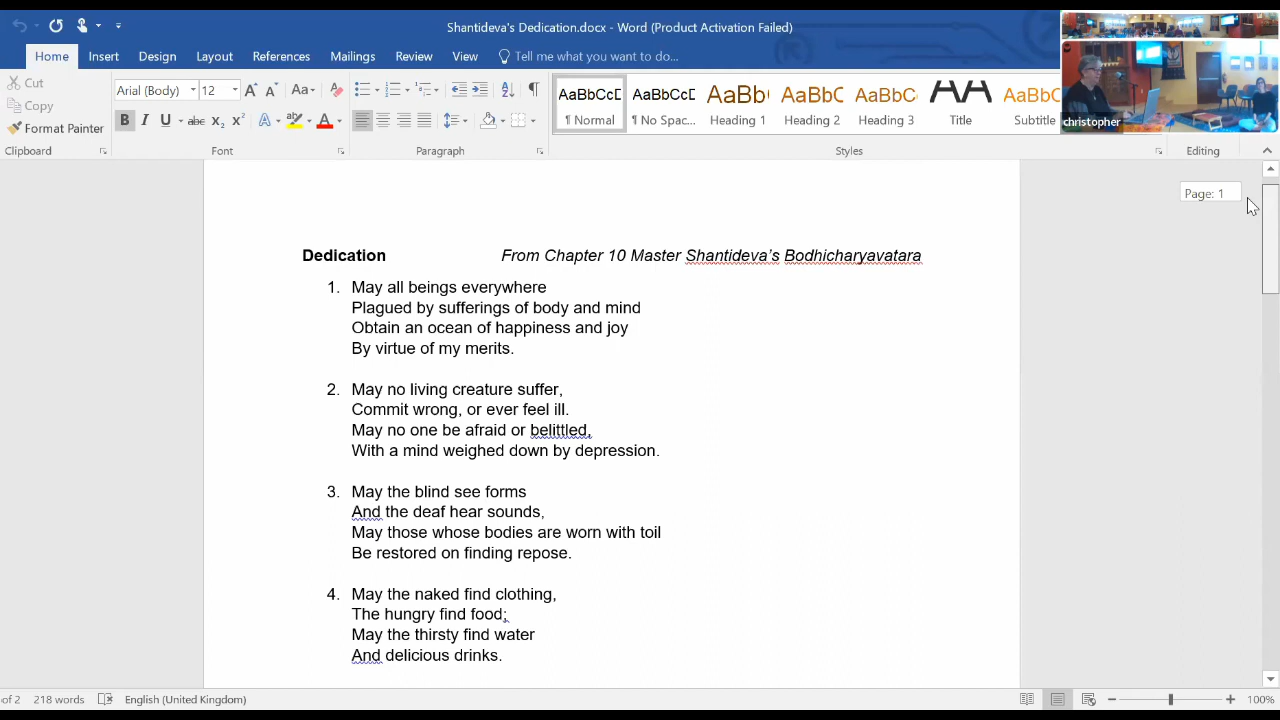 Shantideva's Dedication.docx - Word (Product Activation Failed)
Home Insert Design Layout References Mailings Review View Tell me what you want to do...
Cut
Copy
Format Painter
Clipboard
Arial (Body) 12
Font
Paragraph
AaBbCcD AaBbCcD AaBbC AaBbC AaBbC AaBbC
¶ Normal ¶ No Spac... Heading 1 Heading 2 Heading 3 Title Subtitle
Styles
Editing
christopher
Page: 1
Dedication From Chapter 10 Master Shantideva's Bodhicharyavatara
1. May all beings everywhere
Plagued by sufferings of body and mind
Obtain an ocean of happiness and joy
By virtue of my merits.
2. May no living creature suffer,
Commit wrong, or ever feel ill.
May no one be afraid or belittled,
With a mind weighed down by depression.
3. May the blind see forms
And the deaf hear sounds,
May those whose bodies are worn with toil
Be restored on finding repose.
4. May the naked find clothing,
The hungry find food;
May the thirsty find water
And delicious drinks.
of 2 218 words English (United Kingdom) 100%